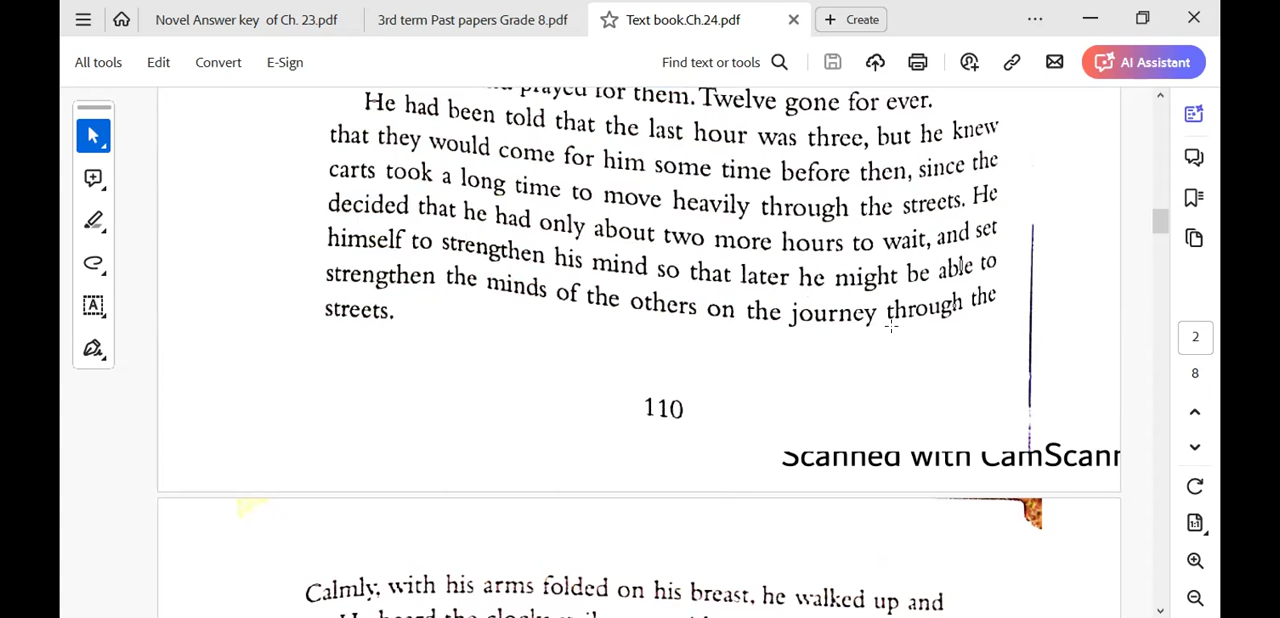 Novel Answer key of Ch. 23.pdf
3rd term Past papers Grade 8.pdf
Text book.Ch.24.pdf
Create
All tools
Edit
Convert
E-Sign
Find text or tools
AI Assistant
prayed for them. Twelve gone for ever.
He had been told that the last hour was three, but he knew
that they would come for him some time before then, since the
carts took a long time to move heavily through the streets. He
decided that he had only about two more hours to wait, and set
himself to strengthen his mind so that later he might be able to
strengthen the minds of the others on the journey through the
streets.
110
Scanned with CamScann
Calmly, with his arms folded on his breast, he walked up and
He heard the clock
2
8